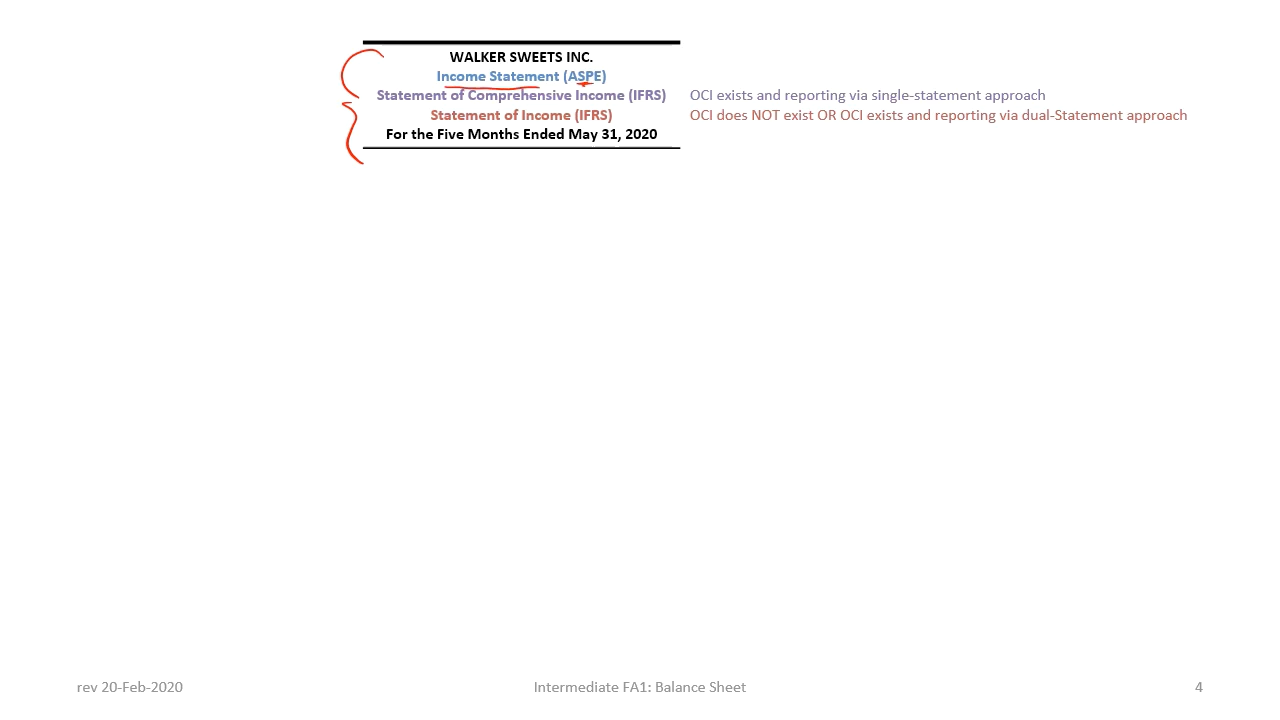 WALKER SWEETS INC.
Income Statement (ASPE)
Statement of Comprehensive Income (IFRS) OCI exists and reporting via single-statement approach
Statement of Income (IFRS) OCI does NOT exist OR OCI exists and reporting via dual-Statement approach
For the Five Months Ended May 31, 2020
rev 20-Feb-2020 Intermediate FA1: Balance Sheet 4